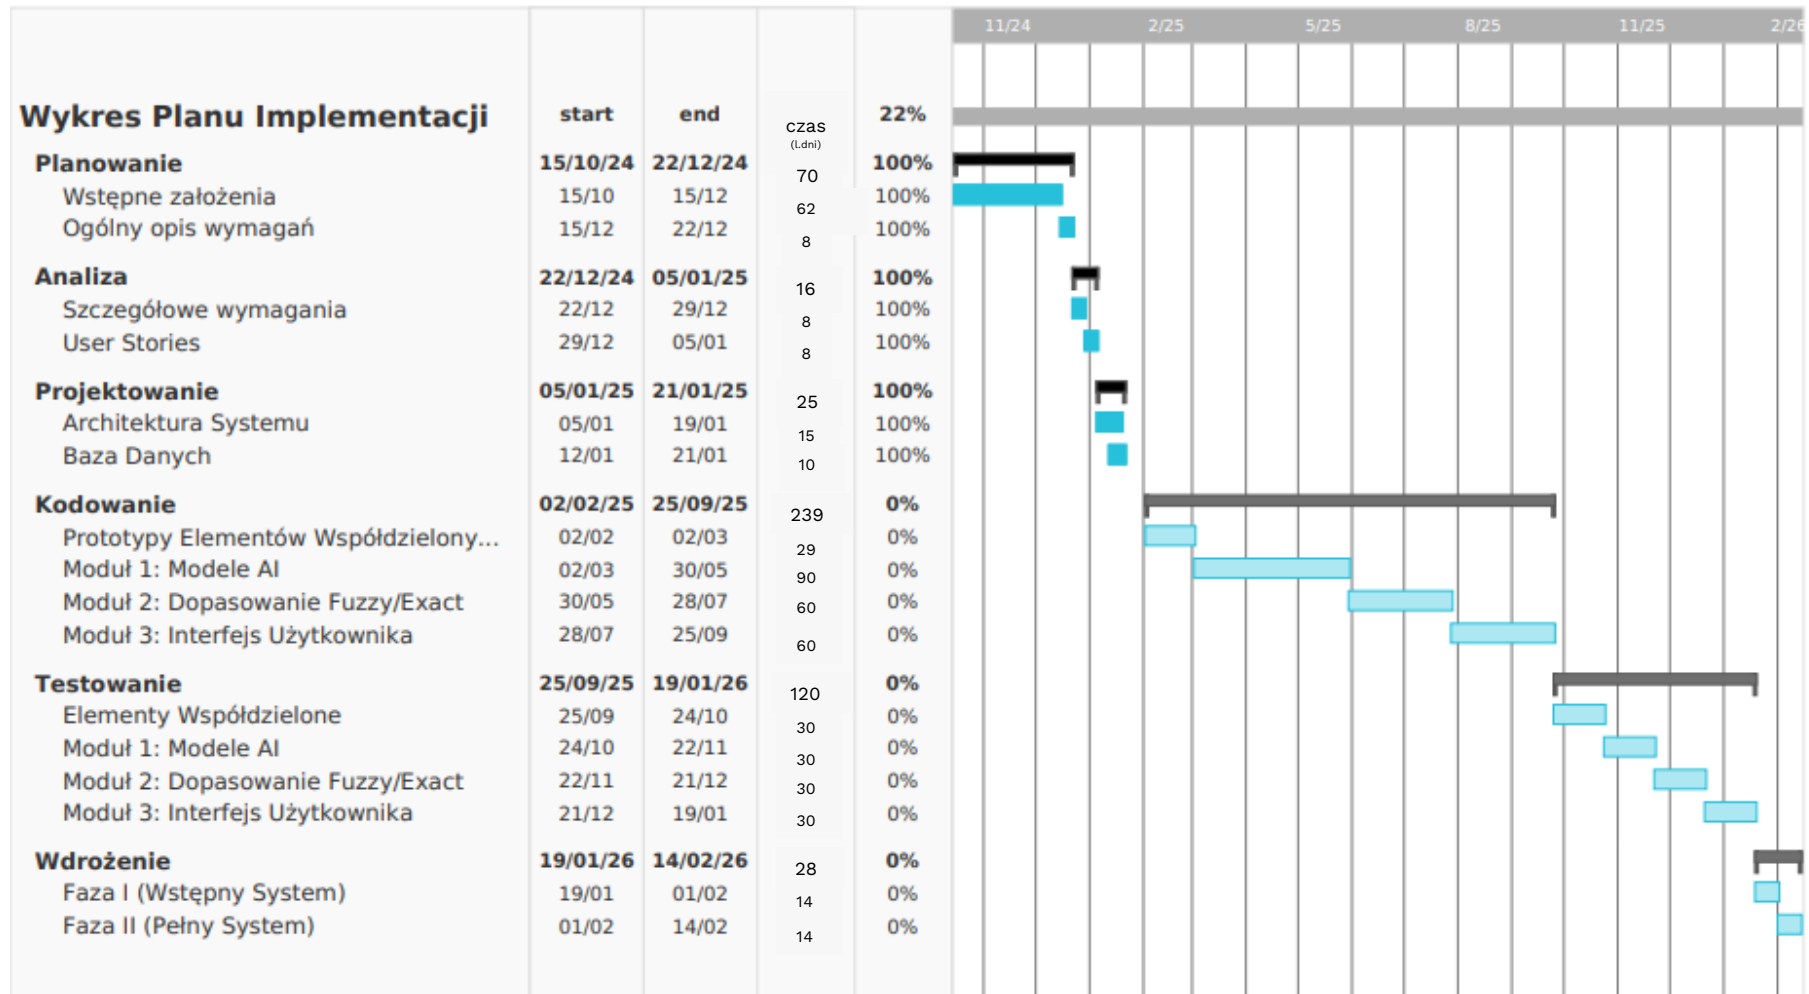 11/24 2/25 5/25 8/25 11/25 2/26
Wykres Planu Implementacji start end czas (l.dni) 22%
Planowanie 15/10/24 22/12/24 70 100%
Wstępne założenia 15/10 15/12 62 100%
Ogólny opis wymagań 15/12 22/12 8 100%
Analiza 22/12/24 05/01/25 16 100%
Szczegółowe wymagania 22/12 29/12 8 100%
User Stories 29/12 05/01 8 100%
Projektowanie 05/01/25 21/01/25 25 100%
Architektura Systemu 05/01 19/01 15 100%
Baza Danych 12/01 21/01 10 100%
Kodowanie 02/02/25 25/09/25 239 0%
Prototypy Elementów Współdzielony... 02/02 02/03 29 0%
Moduł 1: Modele AI 02/03 30/05 90 0%
Moduł 2: Dopasowanie Fuzzy/Exact 30/05 28/07 60 0%
Moduł 3: Interfejs Użytkownika 28/07 25/09 60 0%
Testowanie 25/09/25 19/01/26 120 0%
Elementy Współdzielone 25/09 24/10 30 0%
Moduł 1: Modele AI 24/10 22/11 30 0%
Moduł 2: Dopasowanie Fuzzy/Exact 22/11 21/12 30 0%
Moduł 3: Interfejs Użytkownika 21/12 19/01 30 0%
Wdrożenie 19/01/26 14/02/26 28 0%
Faza I (Wstępny System) 19/01 01/02 14 0%
Faza II (Pełny System) 01/02 14/02 14 0%